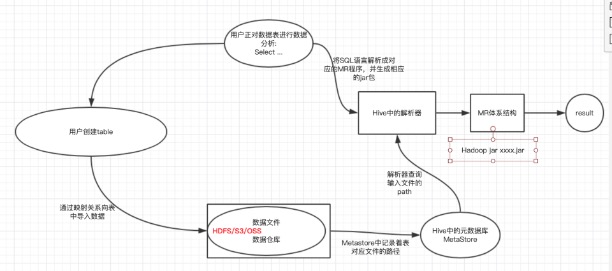 用户正对数据表进行数据
分析:
Select ...
将SQL语言解析成对
应的MR程序，并生成相应
的jar包
Hive中的解析器
MR体系结构
result
Hadoop jar xxxx.jar
用户创建table
解析器查询
输入文件的
path
通过映射关系向表
中导入数据
数据文件
HDFS/S3/OSS
数据仓库
Metastore中记录着表
对应文件的路径
Hive中的元数据库
MetaStore